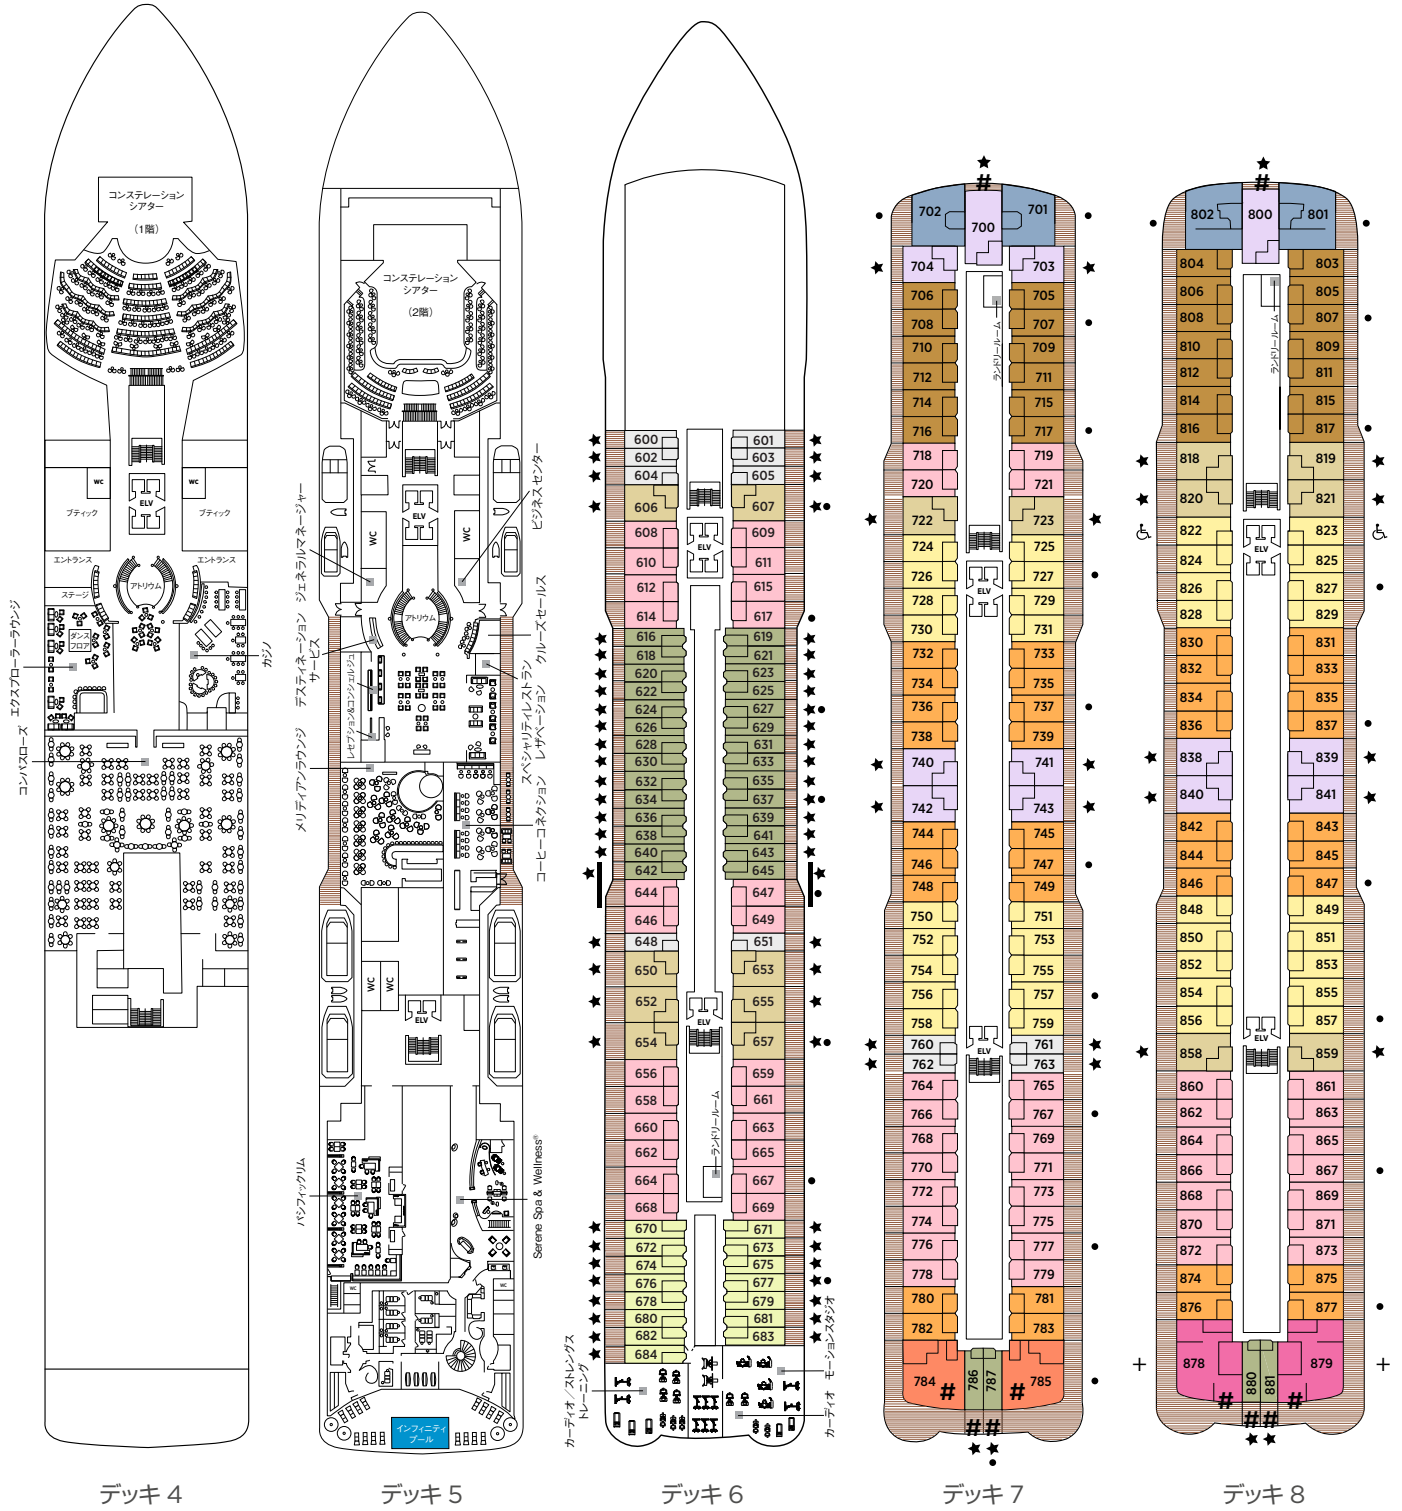 コンステレーション
シアター
（1階）
WC
WC
ELV
ブティック
ブティック
エントランス
エントランス
アトリウム
ステージ
ダンス
フロア
エクスプローラーラウンジ
カジノ
コンパスローズ
デッキ 4
コンステレーション
シアター
（2階）
ELV
WC
WC
ジェネラルマネージャー
ビジネスセンター
アトリウム
デスティネーション
サービス
クルーズセールス
レセプション&コンシェルジュ
スペシャリティレストラン
レザベーション
メリディアンラウンジ
コーヒーコネクション
WC
WC
ELV
パシフィックリム
Serene Spa & Wellness®
WC
WC
インフィニティ
プール
デッキ 5
600 601
602 603
604 605
606 607
608 609
ELV
610 611
612 615
614 617
616 619
618 621
620 623
622 625
624 627
626 629
628 631
630 633
632 635
634 637
636 639
638 641
640 643
642 645
644 647
646 649
648 651
650 653
652 655
ELV
654 657
656 659
658 661
660 663
662 665
ランドリールーム
664 667
668 669
670 671
672 673
674 675
676 677
678 679
680 681
682 683
684
カーディオ／ストレングス
トレーニング
カーディオ モーションスタジオ
デッキ 6
#
702 700 701
704 703
706 705
708 707
ランドリールーム
710 709
712 711
714 715
716 717
718 719
720 721
722 723
724 725
726 727
ELV
728 729
730 731
732 733
734 735
736 737
738 739
740 741
742 743
744 745
746 747
748 749
750 751
752 753
754 755
756 757
758 759
760 761
ELV
762 763
764 765
766 767
768 769
770 771
772 773
774 775
776 777
778 779
780 781
782 783
784 786 787 785
# #
# #
デッキ 7
#
802 800 801
804 803
806 805
808 807
ランドリールーム
810 809
812 811
814 815
816 817
818 819
820 821
822 823
ELV
824 825
826 827
828 829
830 831
832 833
834 835
836 837
838 839
840 841
842 843
844 845
846 847
848 849
850 851
852 853
854 855
856 857
ELV
858 859
860 861
862 863
864 865
866 867
868 869
870 871
872 873
874 875
876 877
878 880 881 879
# #
# #
デッキ 8